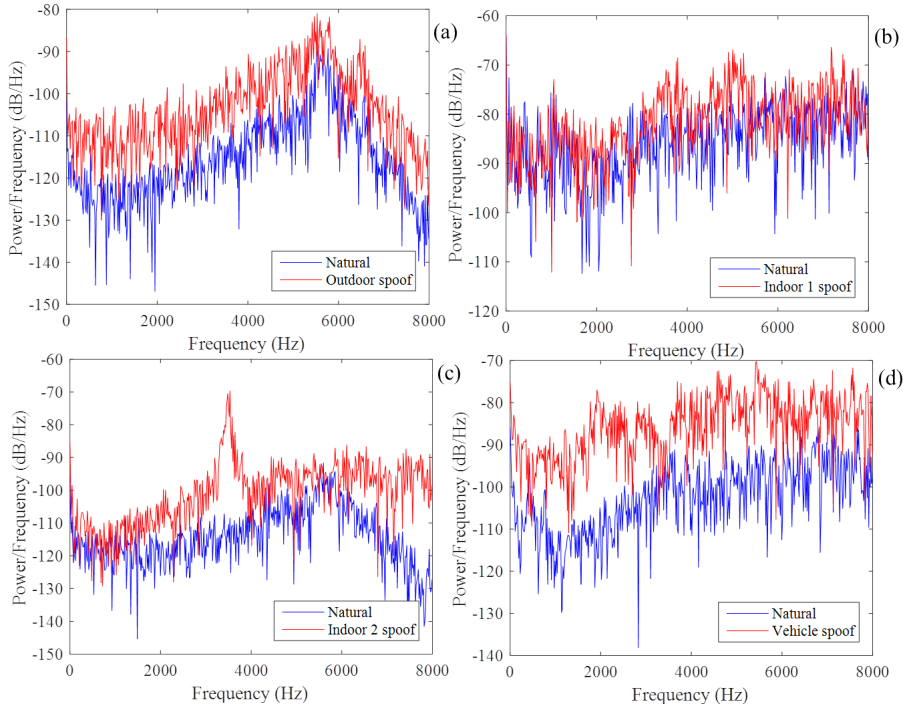 (a)
Power/Frequency (dB/Hz)
-80
-90
-100
-110
-120
-130
-140
-150
0 2000 4000 6000 8000
Frequency (Hz)
Natural
Outdoor spoof
(b)
Power/Frequency (dB/Hz)
-60
-70
-80
-90
-100
-110
-120
0 2000 4000 6000 8000
Frequency (Hz)
Natural
Indoor 1 spoof
(c)
Power/Frequency (dB/Hz)
-60
-70
-80
-90
-100
-110
-120
-130
-140
-150
0 2000 4000 6000 8000
Frequency (Hz)
Natural
Indoor 2 spoof
(d)
Power/Frequency (dB/Hz)
-70
-80
-90
-100
-110
-120
-130
-140
0 2000 4000 6000 8000
Frequency (Hz)
Natural
Vehicle spoof